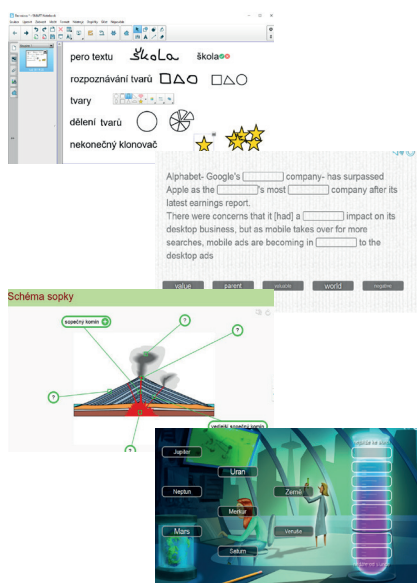 pero textu škola škola
rozpoznávání tvarů
tvary
dělení tvarů
nekonečný klonovač
Alphabet- Google's company- has surpassed
Apple as the 's most company after its
latest earnings report.
There were concerns that it [had] a impact on its
desktop business, but as mobile takes over for more
searches, mobile ads are becoming in to the
desktop ads
value parent valuable world negative
Schéma sopky
sopečný komín ?
?
?
vedlejší sopečný komín
?
Jupiter
Uran
Neptun Země
Merkur
Mars Venuše
Saturn